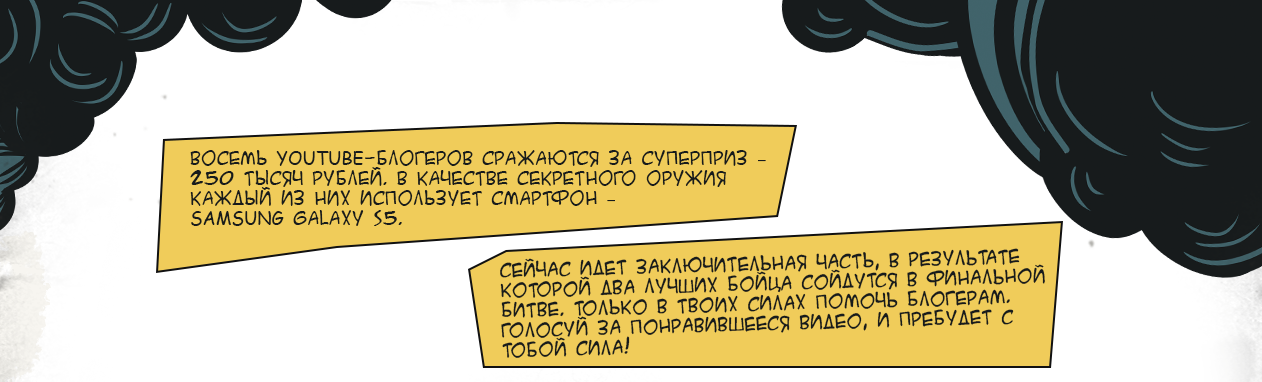 ВОСЕМЬ YOUTUBE-БЛОГЕРОВ СРАЖАЮТСЯ ЗА СУПЕРПРИЗ –
250 ТЫСЯЧ РУБЛЕЙ. В КАЧЕСТВЕ СЕКРЕТНОГО ОРУЖИЯ
КАЖДЫЙ ИЗ НИХ ИСПОЛЬЗУЕТ СМАРТФОН –
SAMSUNG GALAXY S5.
СЕЙЧАС ИДЕТ ЗАКЛЮЧИТЕЛЬНАЯ ЧАСТЬ, В РЕЗУЛЬТАТЕ
КОТОРОЙ ДВА ЛУЧШИХ БОЙЦА СОЙДУТСЯ В ФИНАЛЬНОЙ
БИТВЕ. ТОЛЬКО В ТВОИХ СИЛАХ ПОМОЧЬ БЛОГЕРАМ.
ГОЛОСУЙ ЗА ПОНРАВИВШЕЕСЯ ВИДЕО, И ПРЕБУДЕТ С
ТОБОЙ СИЛА!